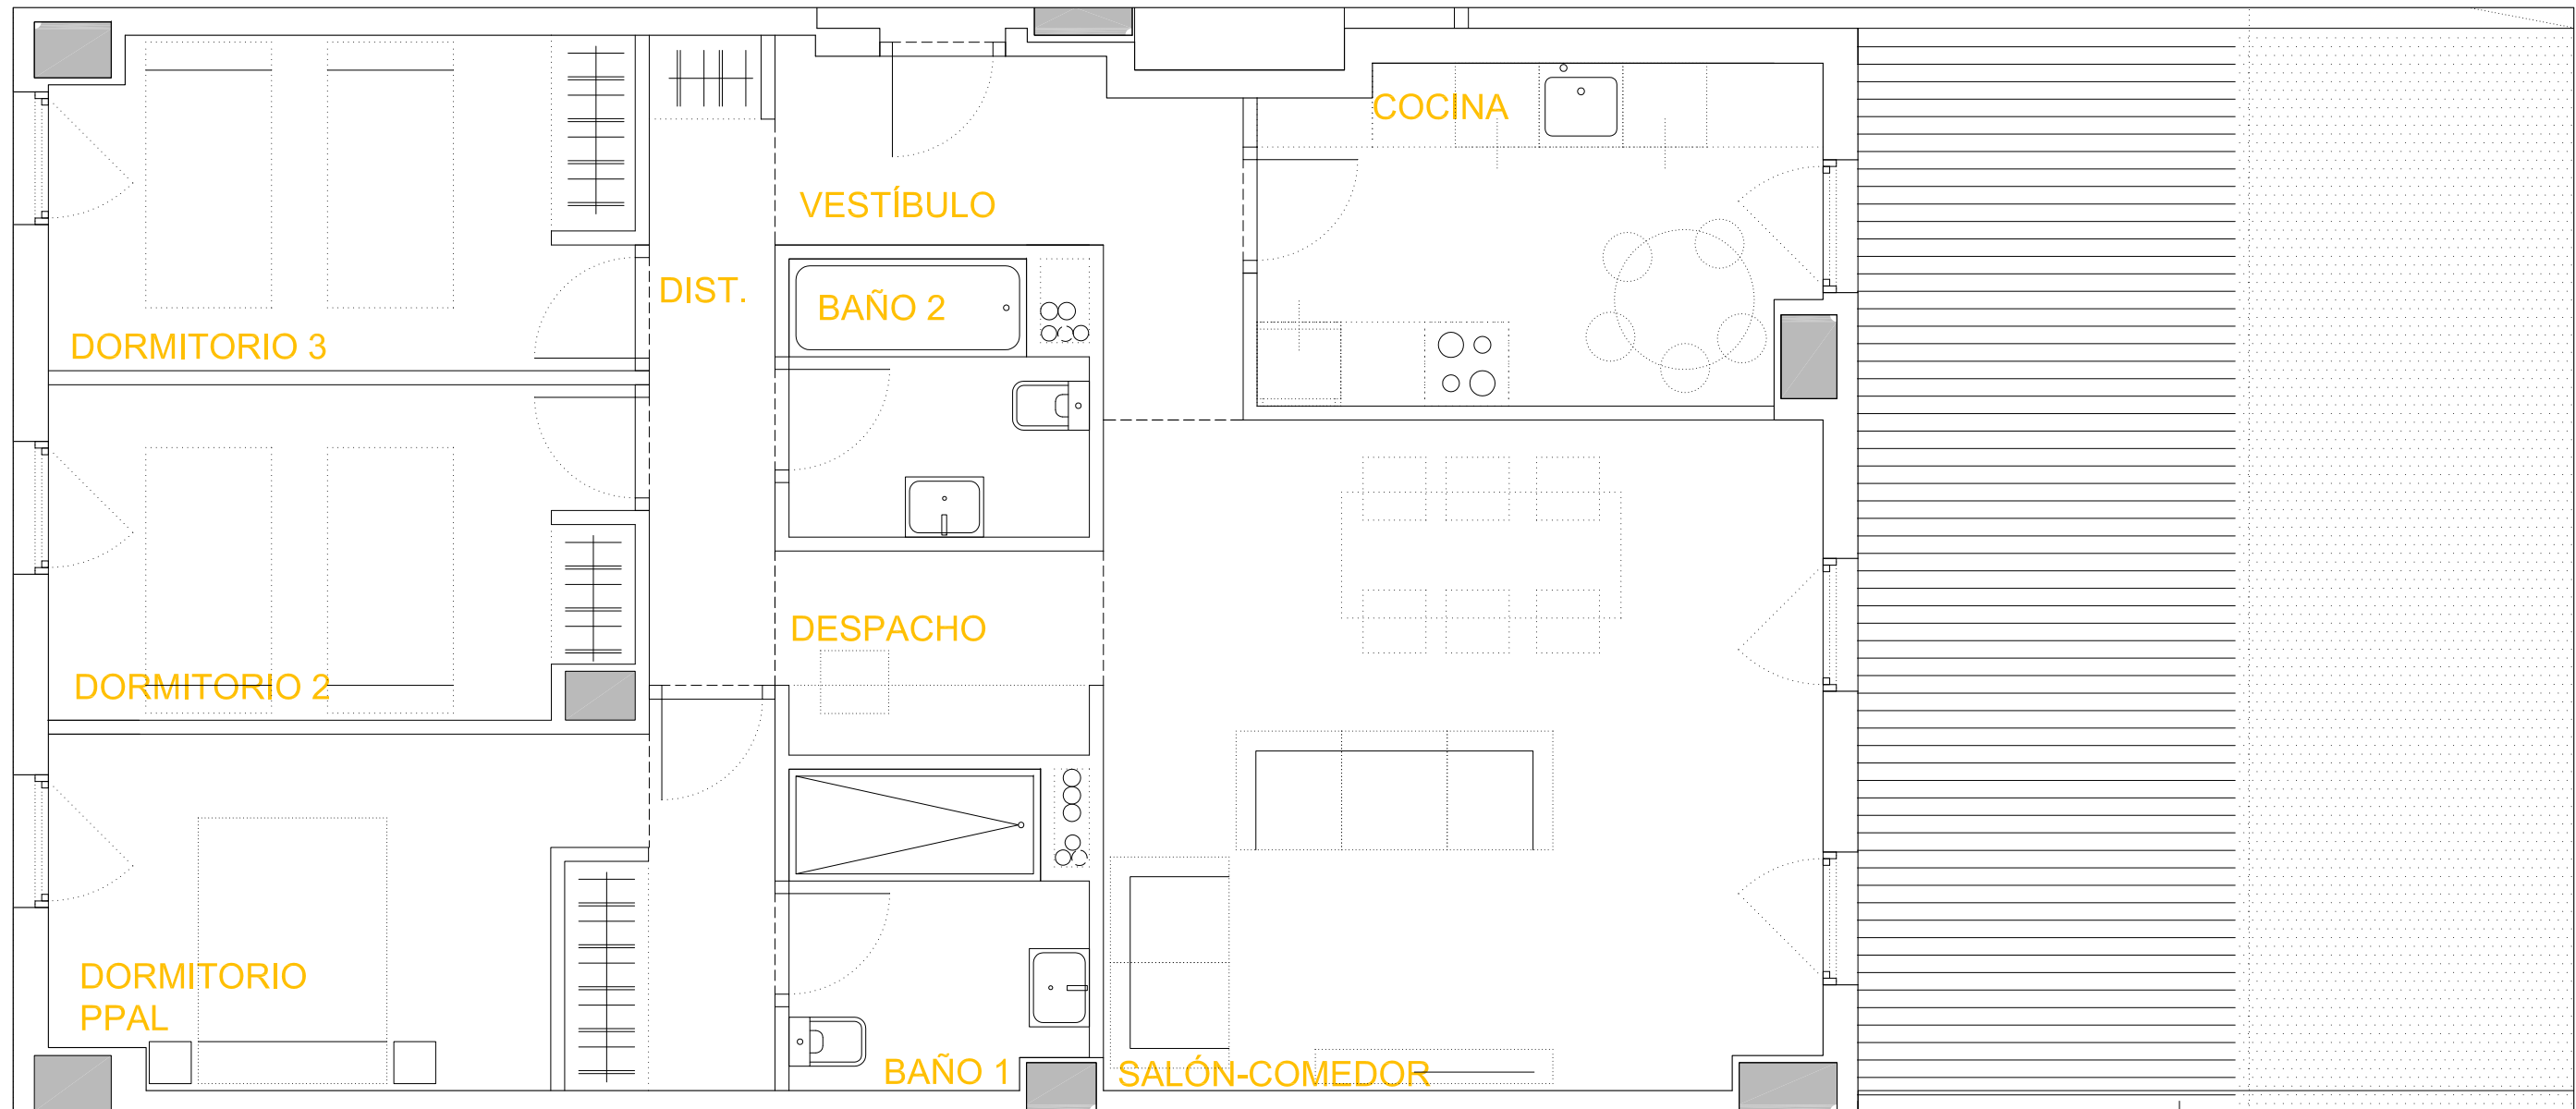 COCINA
VESTÍBULO
DIST.
BAÑO 2
DORMITORIO 3
DESPACHO
DORMITORIO 2
DORMITORIO
PPAL
BAÑO 1
SALÓN-COMEDOR